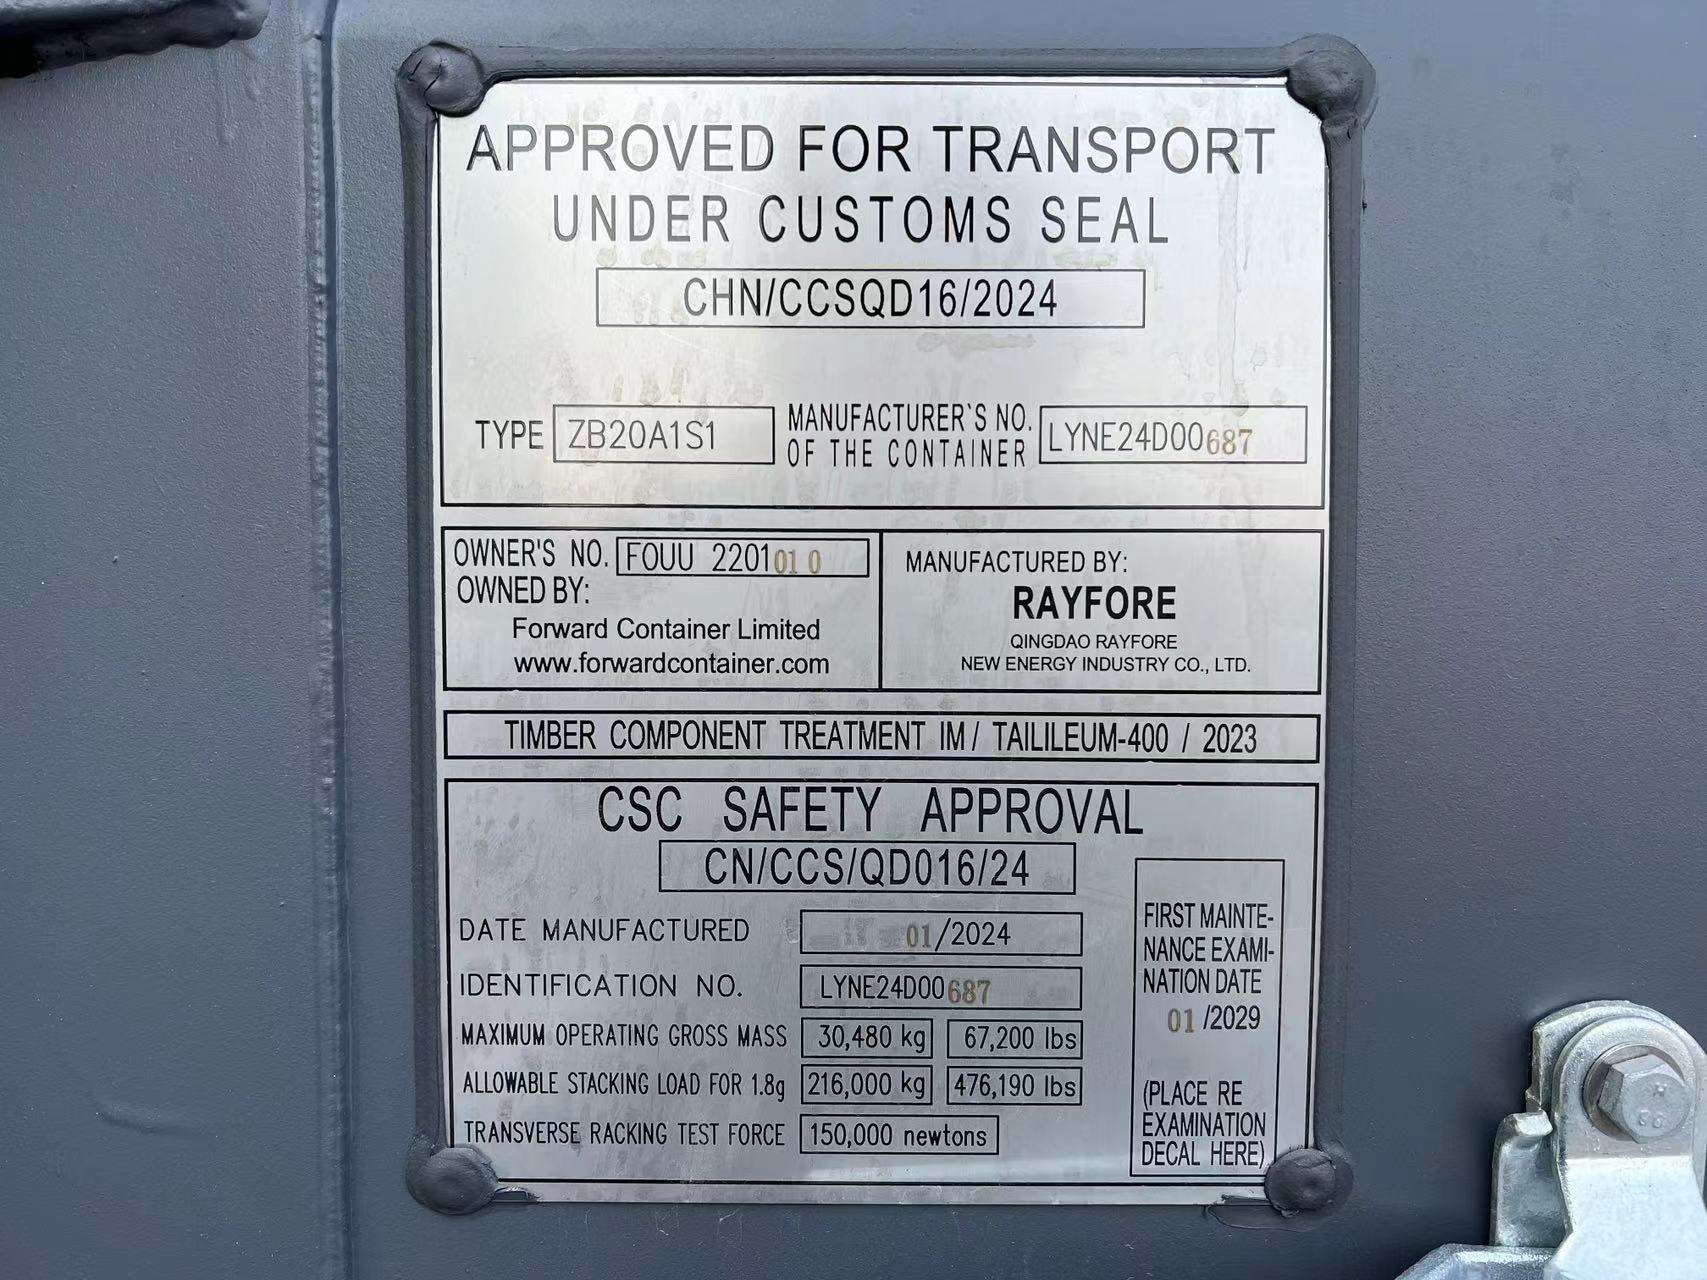 APPROVED FOR TRANSPORT
UNDER CUSTOMS SEAL
CHN/CCSQD16/2024
TYPE ZB20A1S1 MANUFACTURER`S NO. OF THE CONTAINER LYNE24D00687
OWNER'S NO. FOUU 2201010
OWNED BY:
Forward Container Limited
www.forwardcontainer.com
MANUFACTURED BY:
RAYFORE
QINGDAO RAYFORE
NEW ENERGY INDUSTRY CO., LTD.
TIMBER COMPONENT TREATMENT IM/ TAILILEUM-400 / 2023
CSC SAFETY APPROVAL
CN/CCS/QD016/24
DATE MANUFACTURED 01/2024
IDENTIFICATION NO. LYNE24D00687
MAXIMUM OPERATING GROSS MASS 30,480 kg 67,200 lbs
ALLOWABLE STACKING LOAD FOR 1.8g 216,000 kg 476,190 lbs
TRANSVERSE RACKING TEST FORCE 150,000 newtons
FIRST MAINTE-
NANCE EXAMI-
NATION DATE
01 /2029
(PLACE RE
EXAMINATION
DECAL HERE)